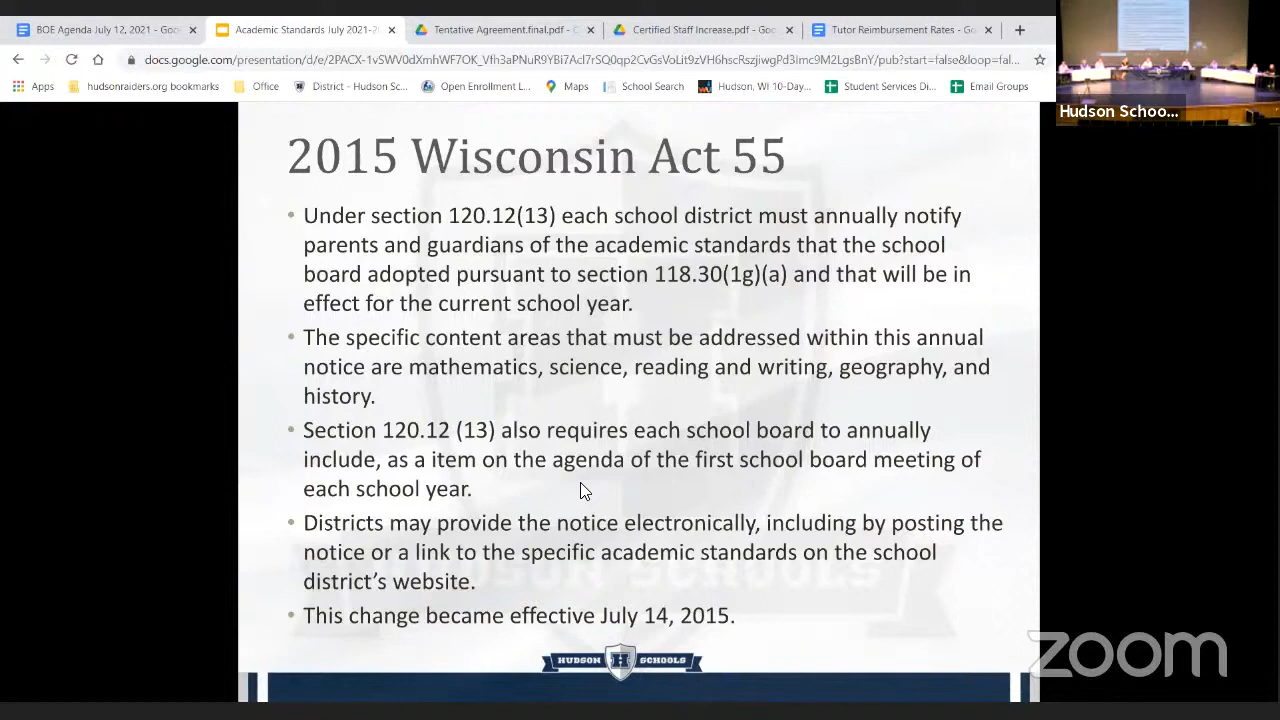 BOE Agenda July 12, 2021 - Goo
Academic Standards July 2021-2
Tentative Agreement.final.pdf - C
Certified Staff Increase.pdf - Goo
Tutor Reimbursement Rates - Go
Hudson Schoo...
Apps
hudsonraiders.org bookmarks
Office
District - Hudson Sc...
Open Enrollment L...
Maps
School Search
Hudson, WI 10-Day...
Student Services Di...
Email Groups
2015 Wisconsin Act 55
• Under section 120.12(13) each school district must annually notify
parents and guardians of the academic standards that the school
board adopted pursuant to section 118.30(1g)(a) and that will be in
effect for the current school year.
• The specific content areas that must be addressed within this annual
notice are mathematics, science, reading and writing, geography, and
history.
• Section 120.12 (13) also requires each school board to annually
include, as a item on the agenda of the first school board meeting of
each school year.
• Districts may provide the notice electronically, including by posting the
notice or a link to the specific academic standards on the school
district's website.
• This change became effective July 14, 2015.
HUDSON H SCHOOLS
zoom